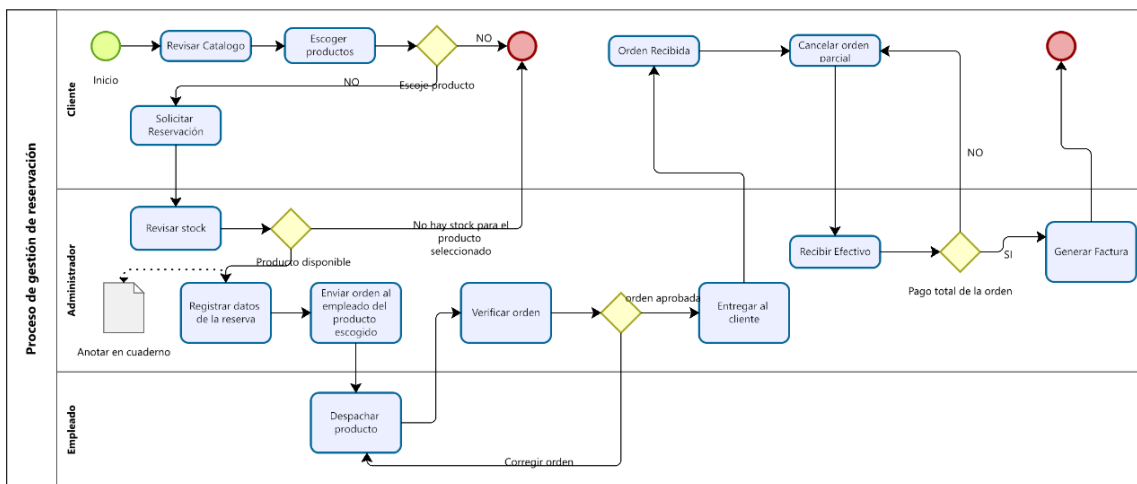 Proceso de gestión de reservación
Cliente
Inicio
Revisar Catalogo
Escoger
productos
NO
Escoje producto
NO
Solicitar
Reservación
Orden Recibida
Cancelar orden
parcial
NO
Administrador
Revisar stock
No hay stock para el
producto
seleccionado
Producto disponible
Anotar en cuaderno
Registrar datos
de la reserva
Enviar orden al
empleado del
producto
escogido
Verificar orden
orden aprobada
Entregar al
cliente
Recibir Efectivo
SI
Pago total de la orden
Generar Factura
Empleado
Despachar
producto
Corregir orden